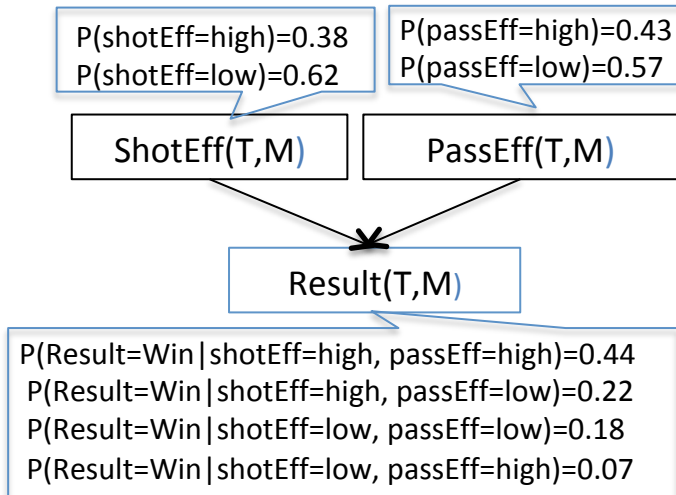 P(shotEff=high)=0.38
P(shotEff=low)=0.62
P(passEff=high)=0.43
P(passEff=low)=0.57
ShotEff(T,M)
PassEff(T,M)
Result(T,M)
P(Result=Win|shotEff=high, passEff=high)=0.44
P(Result=Win|shotEff=high, passEff=low)=0.22
P(Result=Win|shotEff=low, passEff=low)=0.18
P(Result=Win|shotEff=low, passEff=high)=0.07